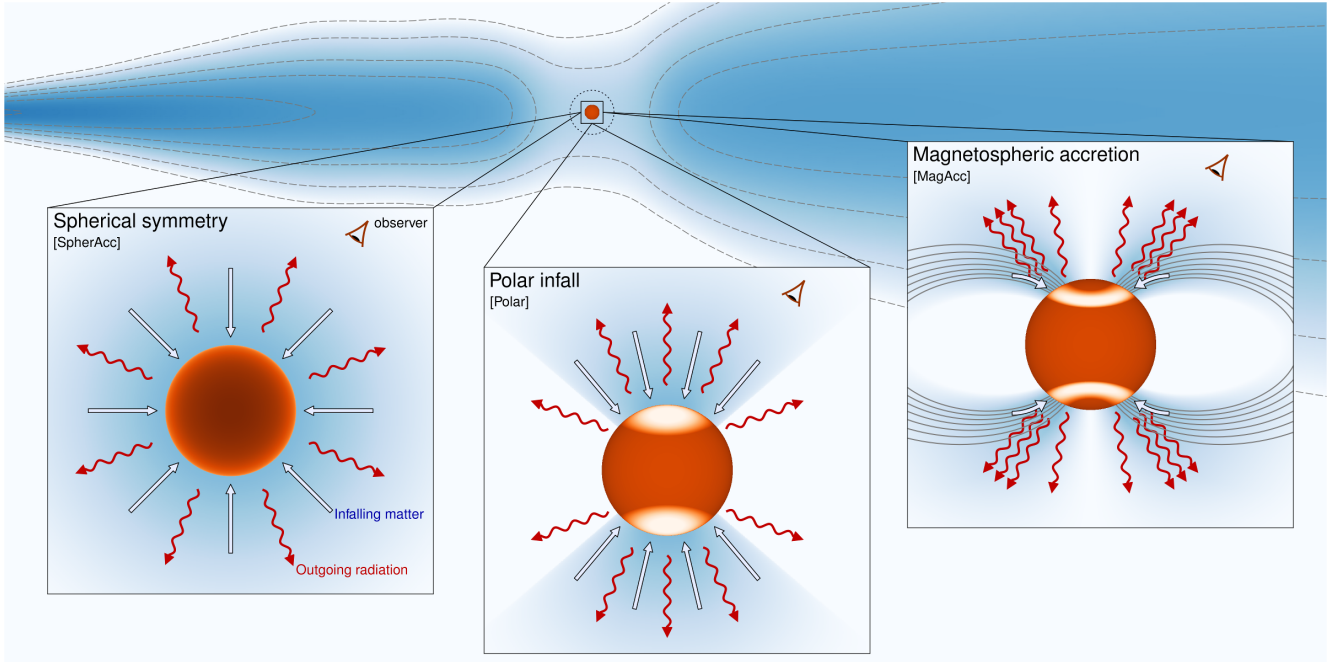 Spherical symmetry
[SpherAcc]
observer
Infalling matter
Outgoing radiation
Polar infall
[Polar]
Magnetospheric accretion
[MagAcc]